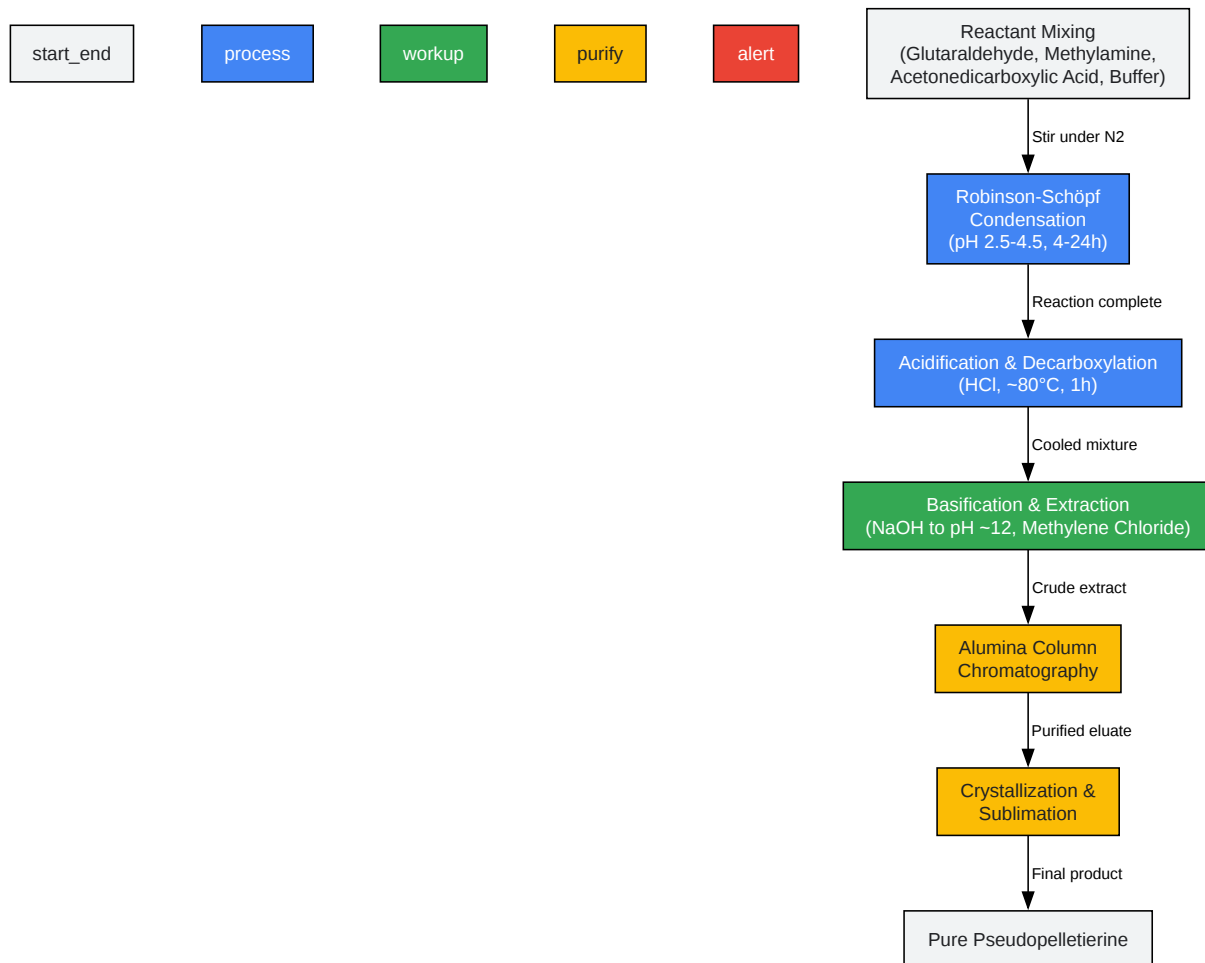 start_end
process
workup
purify
alert
Reactant Mixing
(Glutaraldehyde, Methylamine,
Acetonedicarboxylic Acid, Buffer)
Stir under N2
Robinson-Schöpf
Condensation
(pH 2.5-4.5, 4-24h)
Reaction complete
Acidification & Decarboxylation
(HCl, ~80°C, 1h)
Cooled mixture
Basification & Extraction
(NaOH to pH ~12, Methylene Chloride)
Crude extract
Alumina Column
Chromatography
Purified eluate
Crystallization &
Sublimation
Final product
Pure Pseudopelletierine